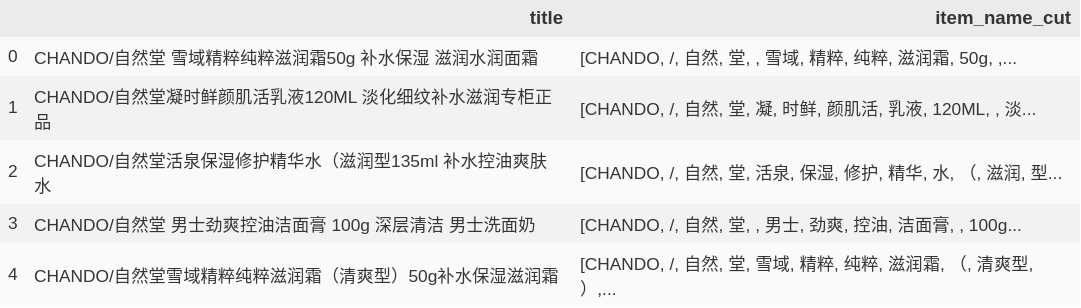 title item_name_cut
0 CHANDO/自然堂 雪域精粹纯粹滋润霜50g 补水保湿 滋润水润面霜 [CHANDO, /, 自然, 堂, , 雪域, 精粹, 纯粹, 滋润霜, 50g, ,...
1 CHANDO/自然堂凝时鲜颜肌活乳液120ML 淡化细纹补水滋润专柜正
品 [CHANDO, /, 自然, 堂, 凝, 时鲜, 颜肌活, 乳液, 120ML, , 淡...
2 CHANDO/自然堂活泉保湿修护精华水（滋润型135ml 补水控油爽肤
水 [CHANDO, /, 自然, 堂, 活泉, 保湿, 修护, 精华, 水, （, 滋润, 型...
3 CHANDO/自然堂 男士劲爽控油洁面膏 100g 深层清洁 男士洗面奶 [CHANDO, /, 自然, 堂, , 男士, 劲爽, 控油, 洁面膏, , 100g...
4 CHANDO/自然堂雪域精粹纯粹滋润霜（清爽型）50g补水保湿滋润霜 [CHANDO, /, 自然, 堂, 雪域, 精粹, 纯粹, 滋润霜, （, 清爽型,
）,...